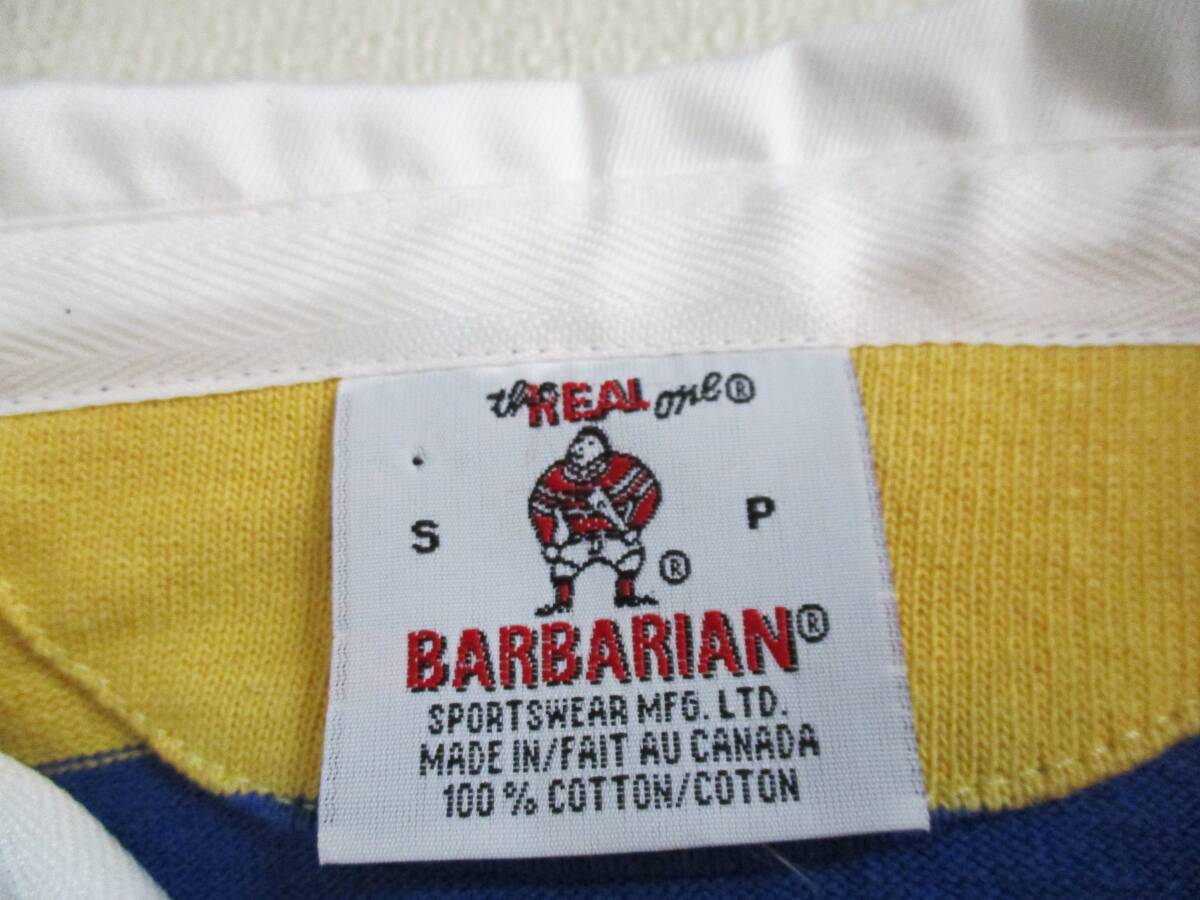 the REAL one®
S P
®
BARBARIAN®
SPORTSWEAR MFG. LTD.
MADE IN/FAIT AU CANADA
100 % COTTON/COTON